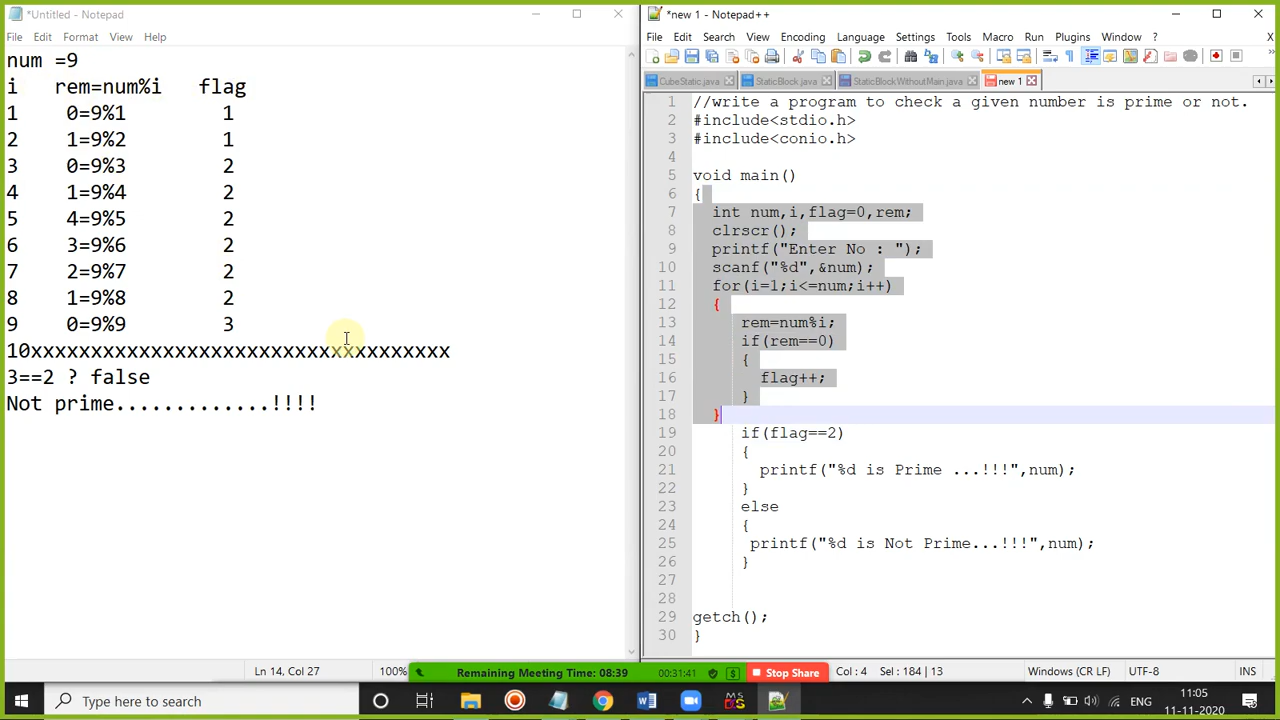 *Untitled - Notepad
File Edit Format View Help
num =9
i rem=num%i flag
1 0=9%1 1
2 1=9%2 1
3 0=9%3 2
4 1=9%4 2
5 4=9%5 2
6 3=9%6 2
7 2=9%7 2
8 1=9%8 2
9 0=9%9 3
10xxxxxxxxxxxxxxxxxxxxxxxxxxxxxxxxxxx
3==2 ? false
Not prime.............!!!!
Ln 14, Col 27 100%
*new 1 - Notepad++
File Edit Search View Encoding Language Settings Tools Macro Run Plugins Window ? X
CubeStatic.java StaticBlock.java StaticBlockWithoutMain.java new 1
1 //write a program to check a given number is prime or not.
2 #include<stdio.h>
3 #include<conio.h>
4
5 void main()
6 {
7 int num,i,flag=0,rem;
8 clrscr();
9 printf("Enter No : ");
10 scanf("%d",&num);
11 for(i=1;i<=num;i++)
12 {
13 rem=num%i;
14 if(rem==0)
15 {
16 flag++;
17 }
18 }
19 if(flag==2)
20 {
21 printf("%d is Prime ...!!!",num);
22 }
23 else
24 {
25 printf("%d is Not Prime...!!!",num);
26 }
27
28
29 getch();
30 }
Remaining Meeting Time: 08:39 00:31:41 Stop Share
Col : 4 Sel : 184 | 13 Windows (CR LF) UTF-8 INS
Type here to search
ENG
11:05
11-11-2020